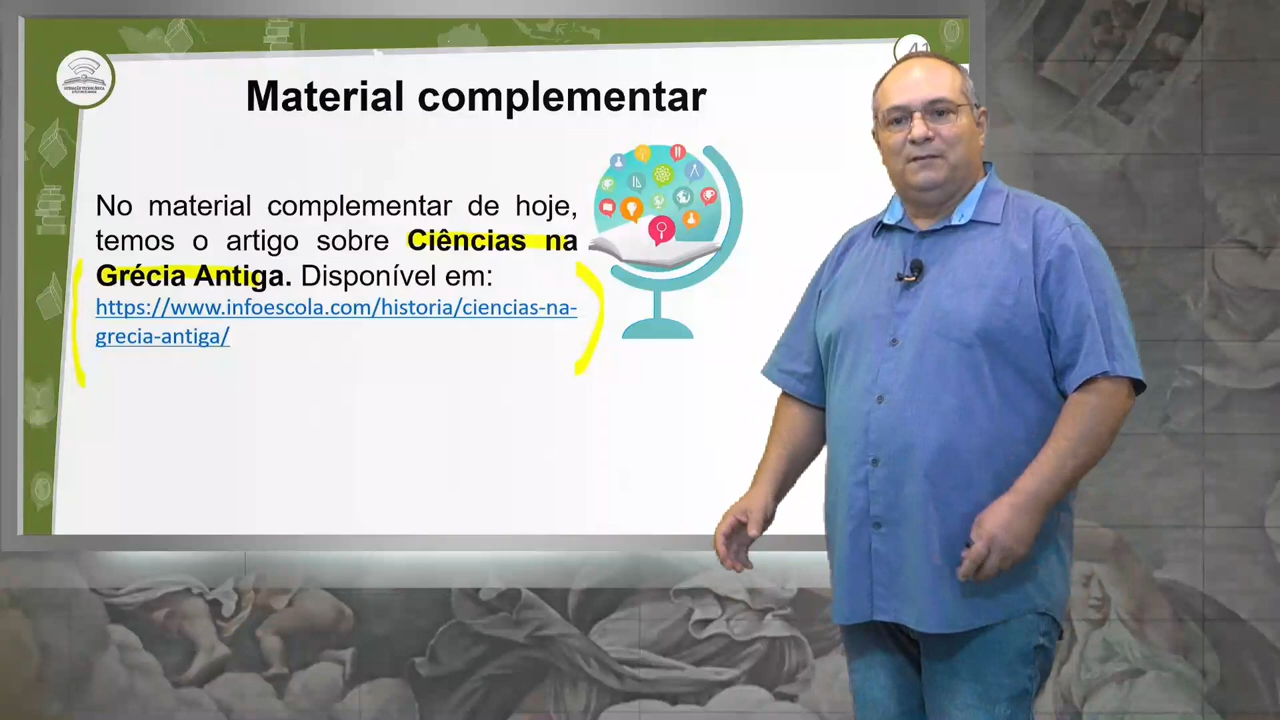 41
Material complementar
No material complementar de hoje,
temos o artigo sobre Ciências na
Grécia Antiga. Disponível em:
https://www.infoescola.com/historia/ciencias-na-
grecia-antiga/